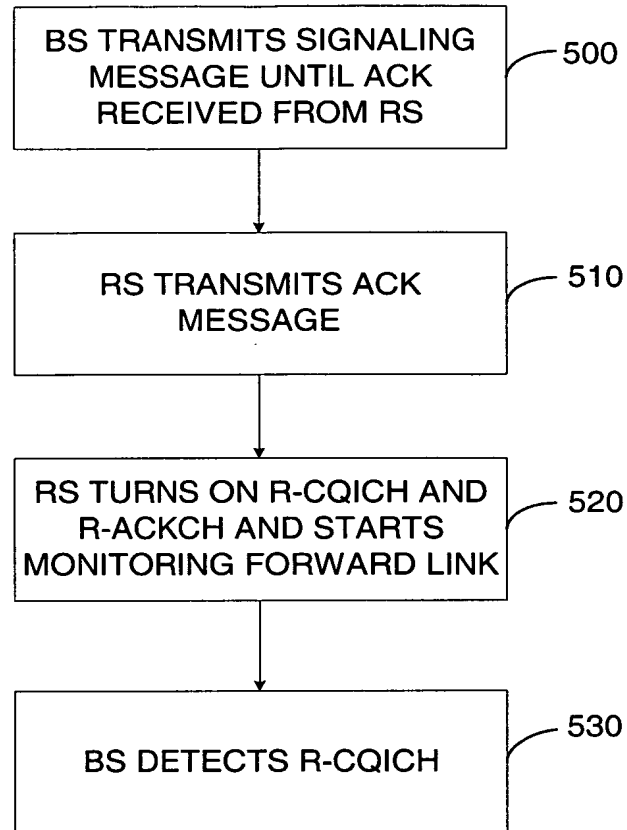 BS TRANSMITS SIGNALING
MESSAGE UNTIL ACK
RECEIVED FROM RS
500
RS TRANSMITS ACK
MESSAGE
510
RS TURNS ON R-CQICH AND
R-ACKCH AND STARTS
MONITORING FORWARD LINK
520
BS DETECTS R-CQICH
530